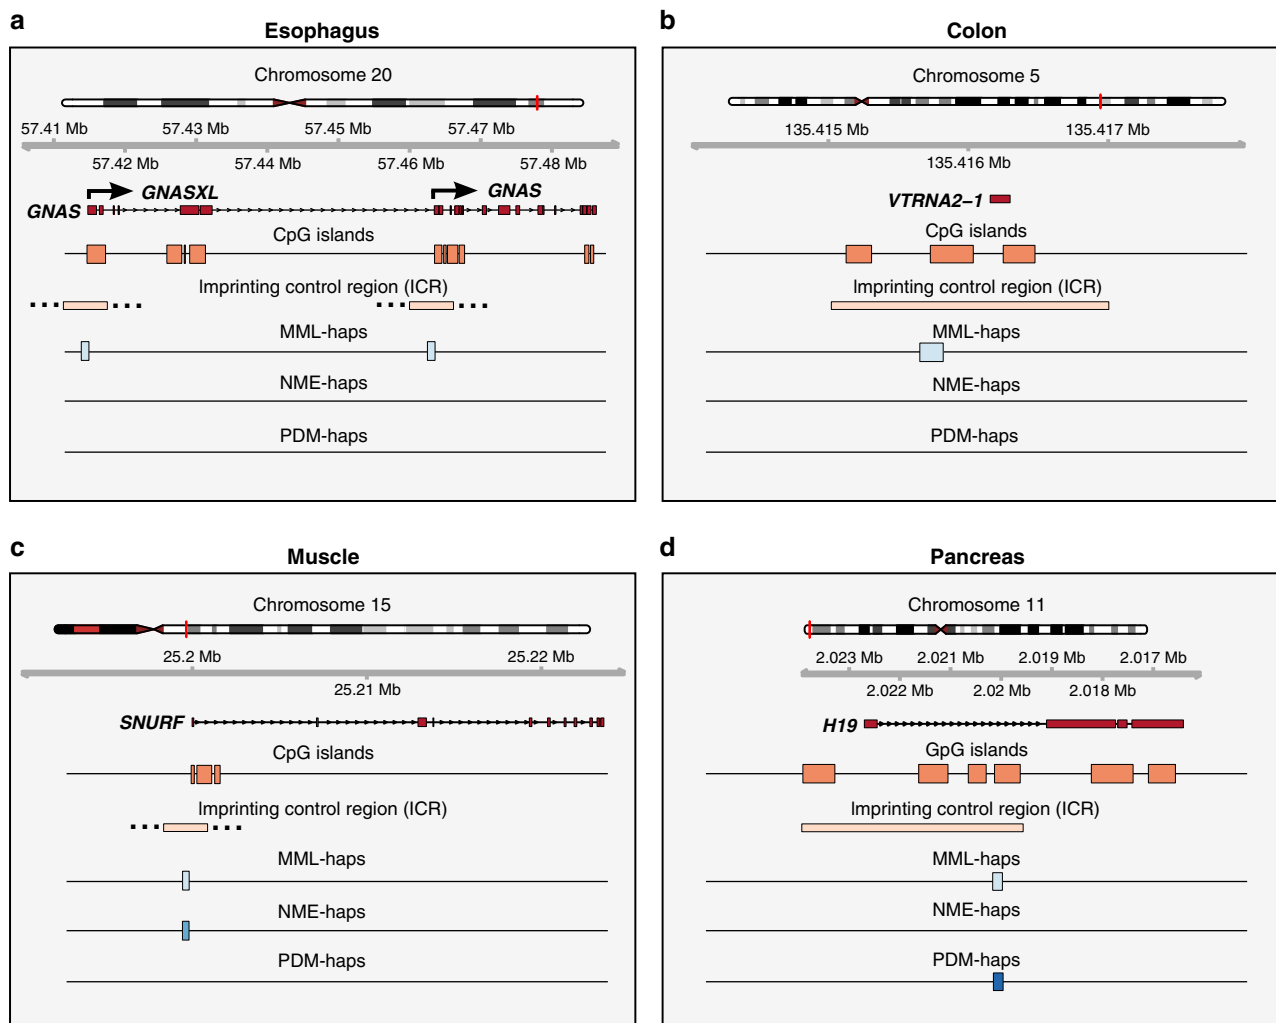 a
Esophagus
Chromosome 20
57.41 Mb 57.43 Mb 57.45 Mb 57.47 Mb
57.42 Mb 57.44 Mb 57.46 Mb 57.48 Mb
GNASXL GNAS
GNAS
CpG islands
Imprinting control region (ICR)
MML-haps
NME-haps
PDM-haps
b
Colon
Chromosome 5
135.415 Mb 135.417 Mb
135.416 Mb
VTRNA2–1
CpG islands
Imprinting control region (ICR)
MML-haps
NME-haps
PDM-haps
c
Muscle
Chromosome 15
25.2 Mb 25.22 Mb
25.21 Mb
SNURF
CpG islands
Imprinting control region (ICR)
MML-haps
NME-haps
PDM-haps
d
Pancreas
Chromosome 11
2.023 Mb 2.021 Mb 2.019 Mb 2.017 Mb
2.022 Mb 2.02 Mb 2.018 Mb
H19
GpG islands
Imprinting control region (ICR)
MML-haps
NME-haps
PDM-haps